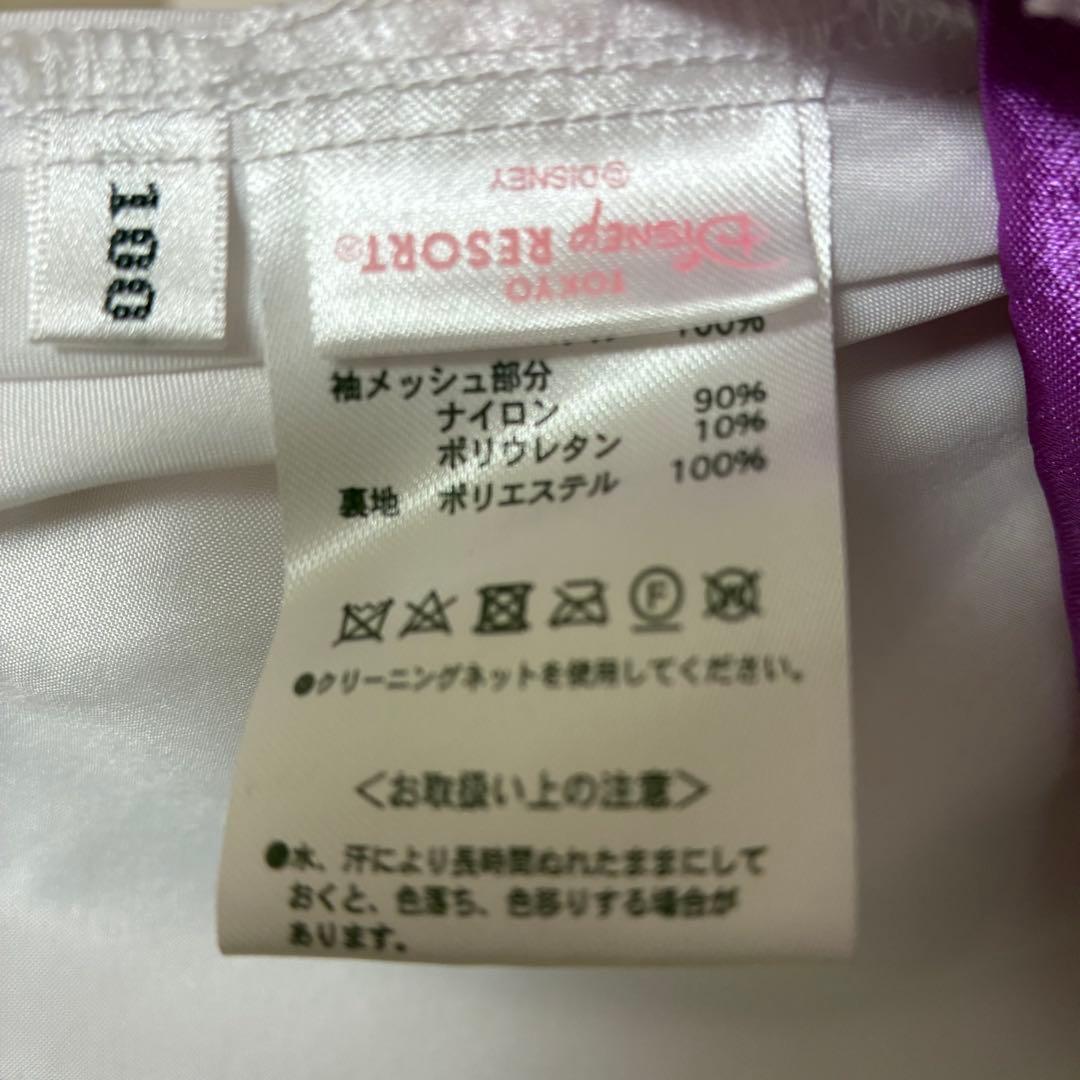 100
© DISNEY
TOKYO
Disney RESORT®
100%
袖メッシュ部分
ナイロン 90%
ポリウレタン 10%
裏地 ポリエステル 100%
F
W
●クリーニングネットを使用してください。
<お取扱い上の注意>
●水、汗により長時間ぬれたままにして
おくと、色落ち、色移りする場合が
あります。